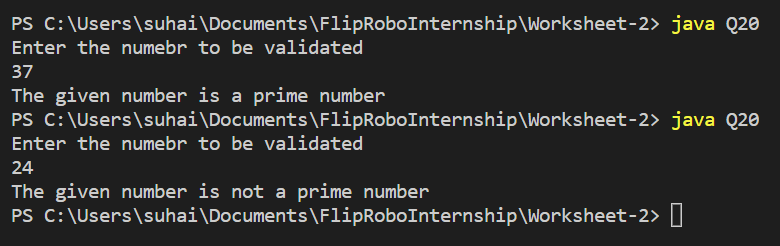 PS C:\Users\suhai\Documents\FlipRoboInternship\Worksheet-2> java Q20
Enter the numebr to be validated
37
The given number is a prime number
PS C:\Users\suhai\Documents\FlipRoboInternship\Worksheet-2> java Q20
Enter the numebr to be validated
24
The given number is not a prime number
PS C:\Users\suhai\Documents\FlipRoboInternship\Worksheet-2>